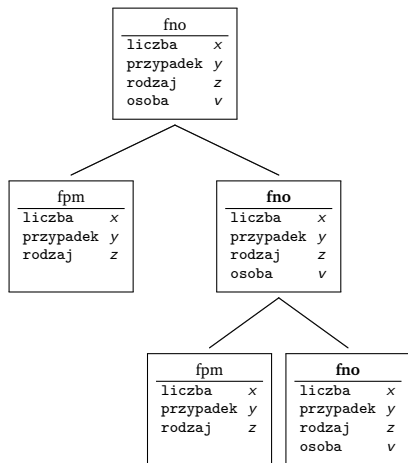 fno
liczba x
przypadek y
rodzaj z
osoba v
fpm
liczba x
przypadek y
rodzaj z
fno
liczba x
przypadek y
rodzaj z
osoba v
fpm
liczba x
przypadek y
rodzaj z
fno
liczba x
przypadek y
rodzaj z
osoba v